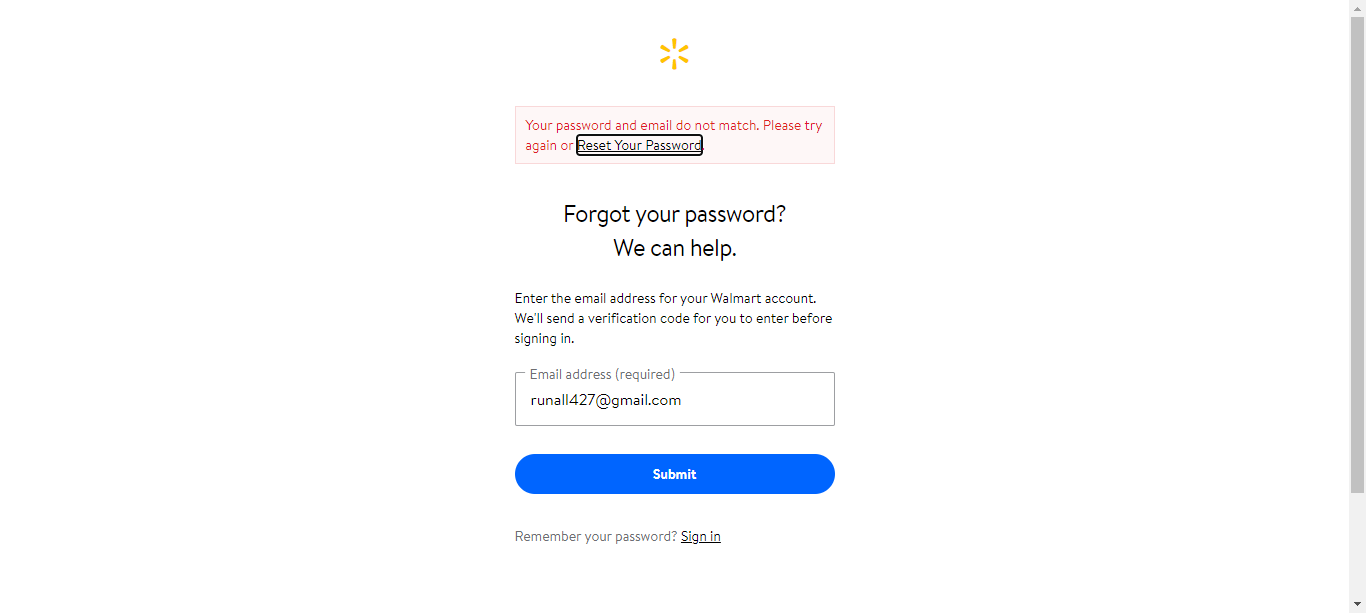 Your password and email do not match. Please try
again or Reset Your Password.
Forgot your password?
We can help.
Enter the email address for your Walmart account.
We'll send a verification code for you to enter before
signing in.
Email address (required)
runall427@gmail.com
Submit
Remember your password? Sign in